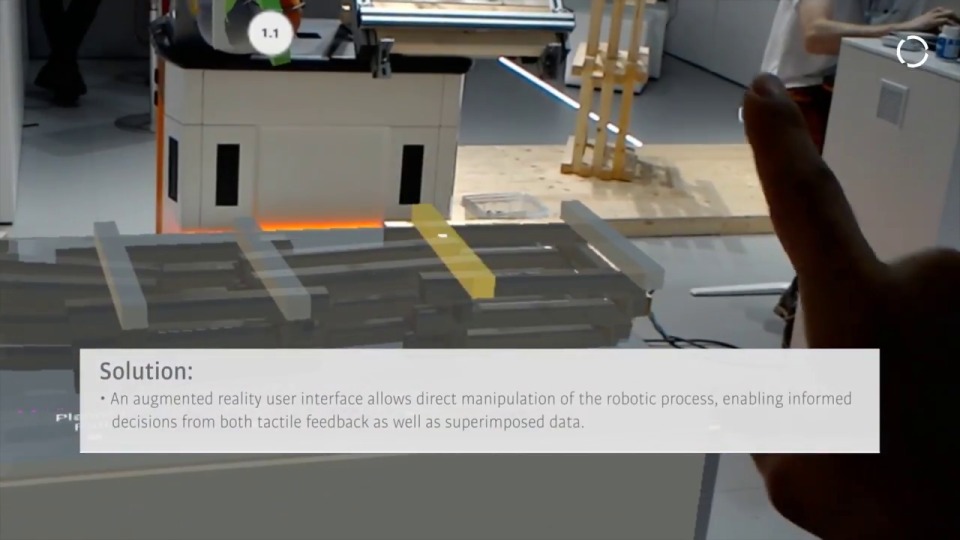 1.1
Solution:
• An augmented reality user interface allows direct manipulation of the robotic process, enabling informed
decisions from both tactile feedback as well as superimposed data.